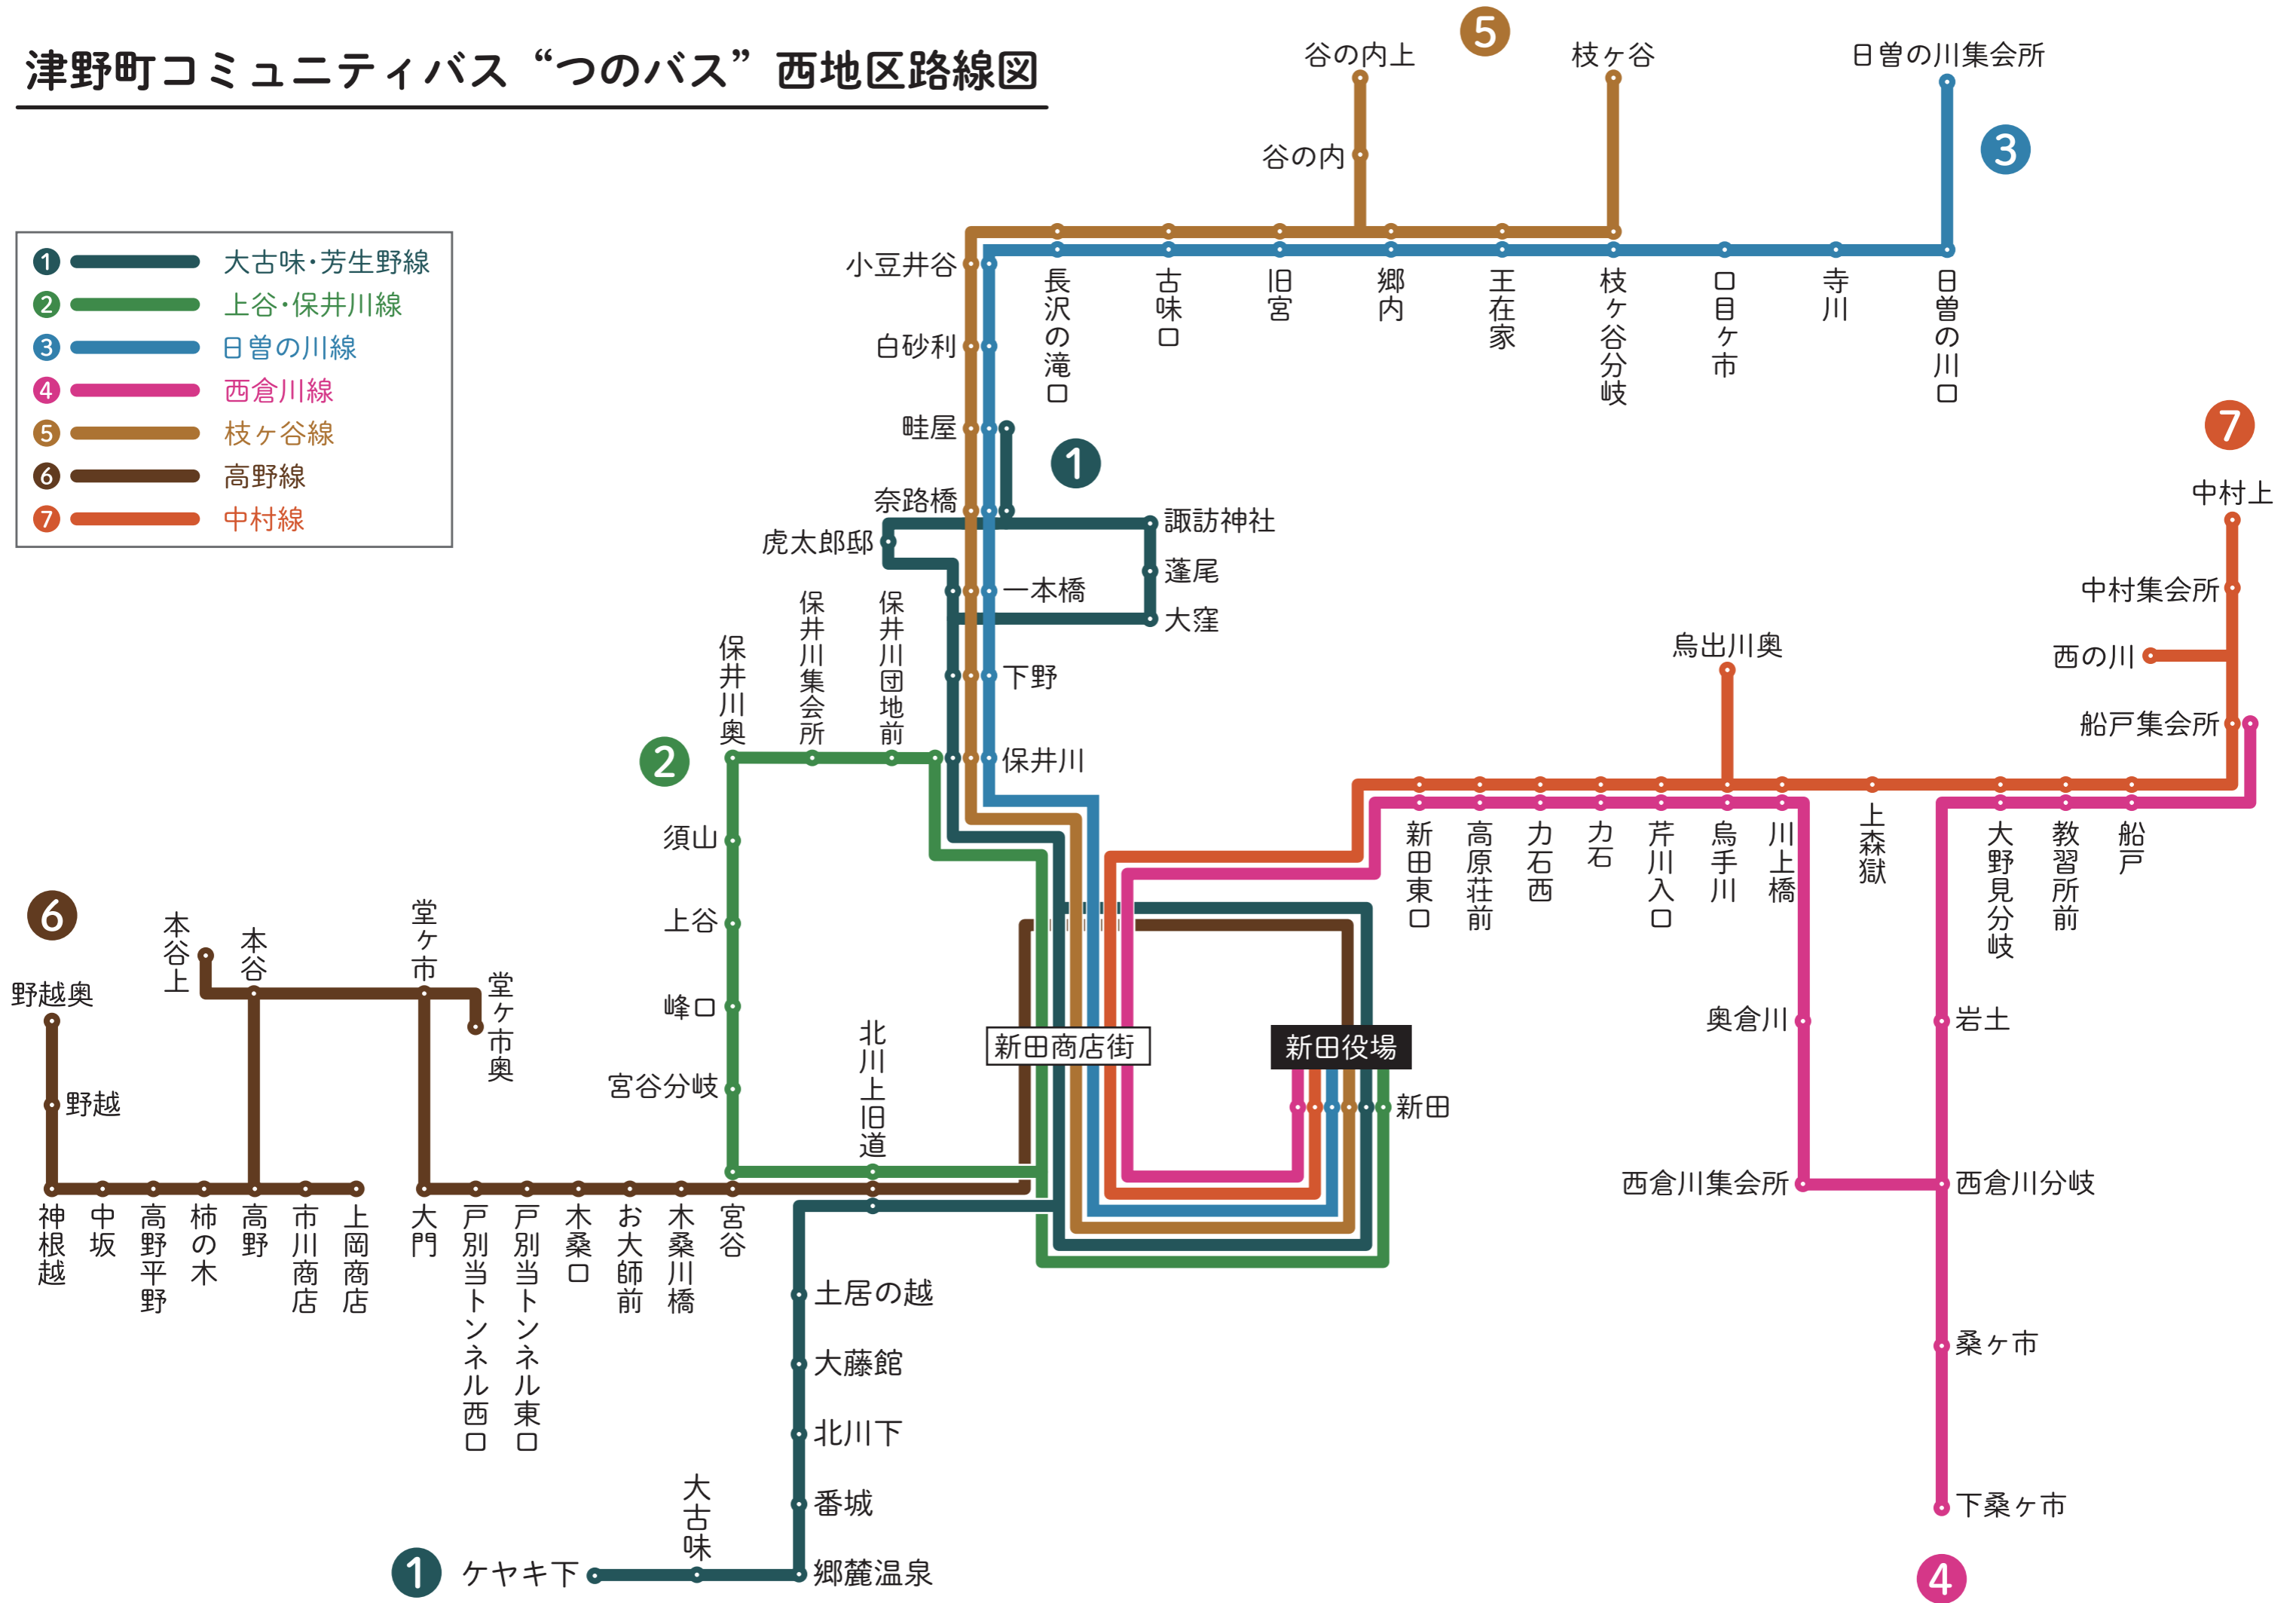 津野町コミュニティバス“つのバス”西地区路線図
1 大古味・芳生野線
2 上谷・保井川線
3 日曽の川線
4 西倉川線
5 枝ヶ谷線
6 高野線
7 中村線
5
谷の内上
枝ヶ谷
日曽の川集会所
3
谷の内
小豆井谷
白砂利
畦屋
奈路橋
長沢の滝口
古味口
旧宮
郷内
王在家
枝ヶ谷分岐
口目ヶ市
寺川
日曽の川口
1
虎太郎邸
諏訪神社
蓬尾
大窪
一本橋
下野
保井川
保井川団地前
保井川集会所
保井川奥
2
須山
上谷
峰口
宮谷分岐
北川上旧道
7
中村上
中村集会所
西の川
船戸集会所
烏出川奥
新田東口
高原荘前
力石西
力石
芹川入口
烏手川
川上橋
上森獄
大野見分岐
教習所前
船戸
奥倉川
岩土
西倉川集会所
西倉川分岐
桑ヶ市
下桑ヶ市
4
新田商店街
新田役場
新田
6
野越奥
野越
本谷上
本谷
堂ヶ市
堂ヶ市奥
神根越
中坂
高野平野
柿の木
高野
市川商店
上岡商店
大門
戸別当トンネル西口
戸別当トンネル東口
木桑口
お大師前
木桑川橋
宮谷
土居の越
大藤館
北川下
番城
郷麓温泉
大古味
ケヤキ下
1